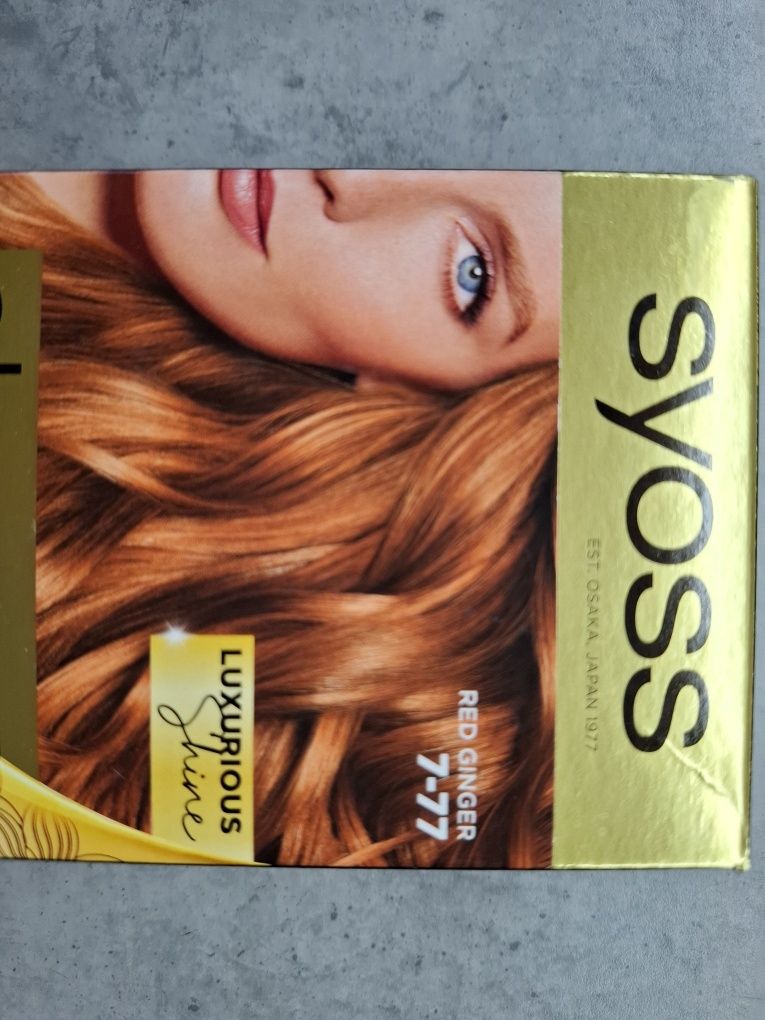 syoss
EST. OSAKA, JAPAN 1977
RED GINGER
7-77
LUXURIOUS
Shine